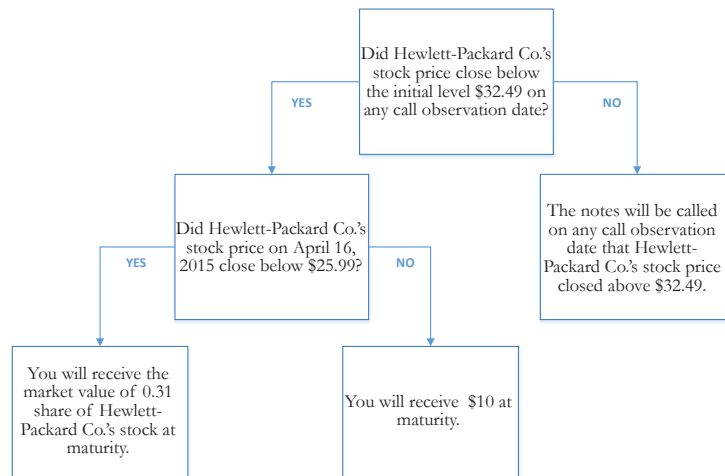 Did Hewlett-Packard Co.'s
stock price close below
the initial level $32.49 on
any call observation date?
YES
NO
Did Hewlett-Packard Co.'s
stock price on April 16,
2015 close below $25.99?
The notes will be called
on any call observation
date that Hewlett-
Packard Co.'s stock price
closed above $32.49.
YES
NO
You will receive the
market value of 0.31
share of Hewlett-
Packard Co.'s stock at
maturity.
You will receive $10 at
maturity.